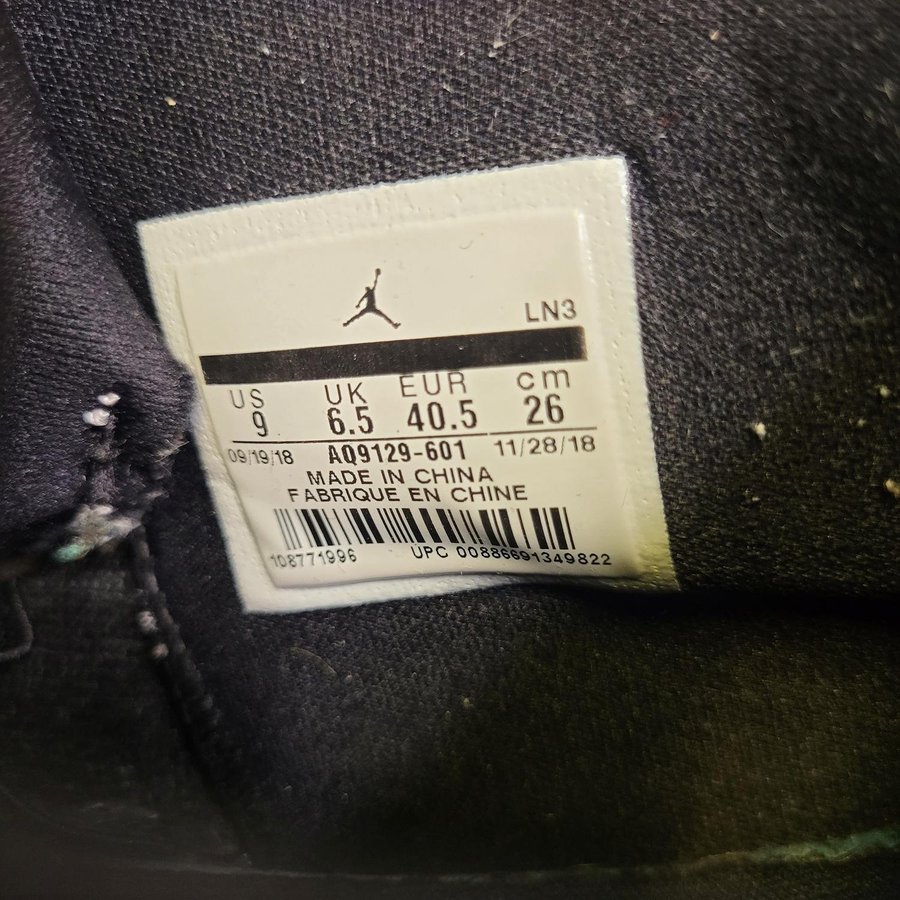 LN3
US UK EUR cm
9 6.5 40.5 26
09/19/18 AQ9129-601 11/28/18
MADE IN CHINA
FABRIQUE EN CHINE
108771996 UPC 00886691349822